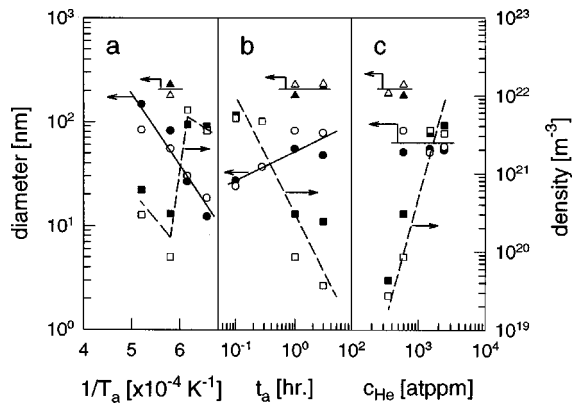 10³ 10²³
a b c
10² 10²²
diameter [nm]
10²¹
density [m⁻³]
10¹ 10²⁰
10⁰ 10¹⁹
4 5 6 10⁻¹ 10⁰ 10¹ 10² 10³ 10⁴
1/Tₐ [x10⁻⁴ K⁻¹] tₐ [hr.] c_He [atppm]